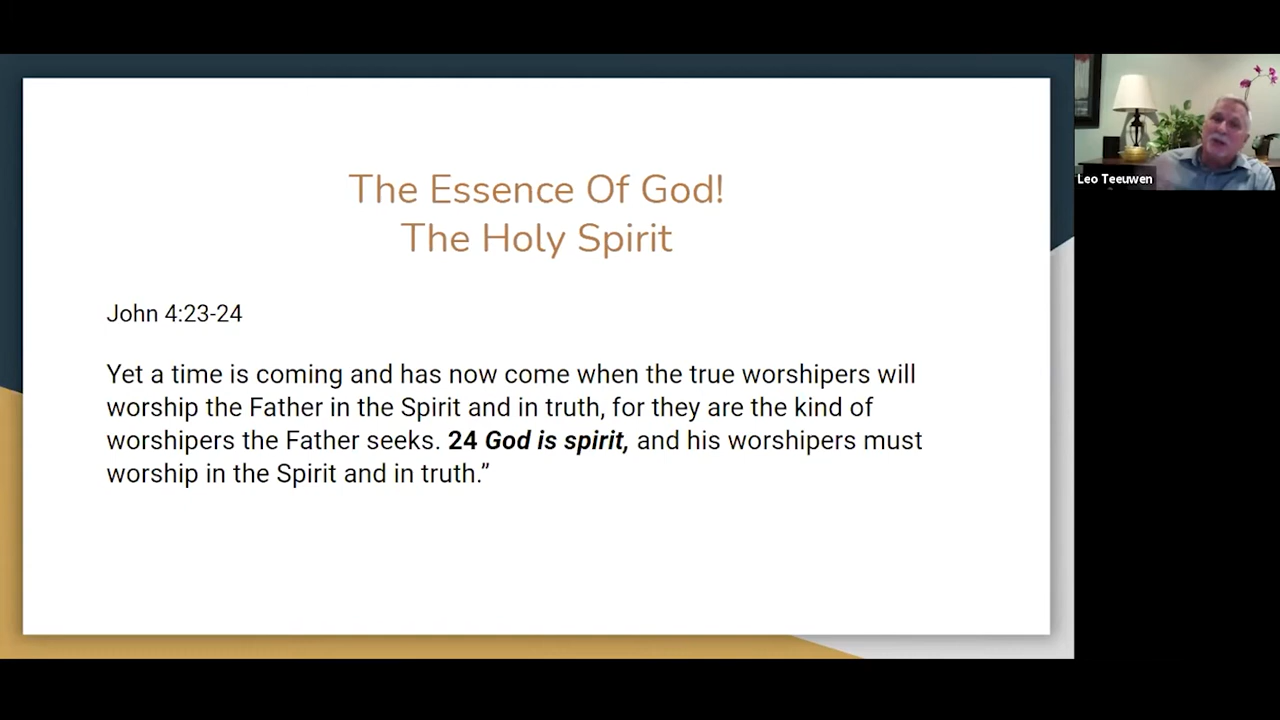 The Essence Of God!
The Holy Spirit
John 4:23-24
Yet a time is coming and has now come when the true worshipers will
worship the Father in the Spirit and in truth, for they are the kind of
worshipers the Father seeks. 24 God is spirit, and his worshipers must
worship in the Spirit and in truth.”
Leo Teeuwen